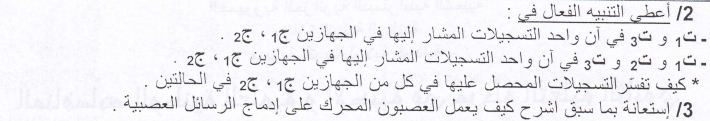 2/ أعطي التنبيه الفعال في :
- ت1 و ت3 في آن واحد التسجيلات المشار إليها في الجهازين ج1 ، ج2 .
- ت1 و ت2 و ت3 في آن واحد التسجيلات المشار إليها في الجهازين ج1 ، ج2 .
* كيف تفسّر التسجيلات المحصل عليها في كل من الجهازين ج1 ، ج2 في الحالتين
3/ إستعانة بما سبق اشرح كيف يعمل العصبون المحرك على إدماج الرسائل العصبية .